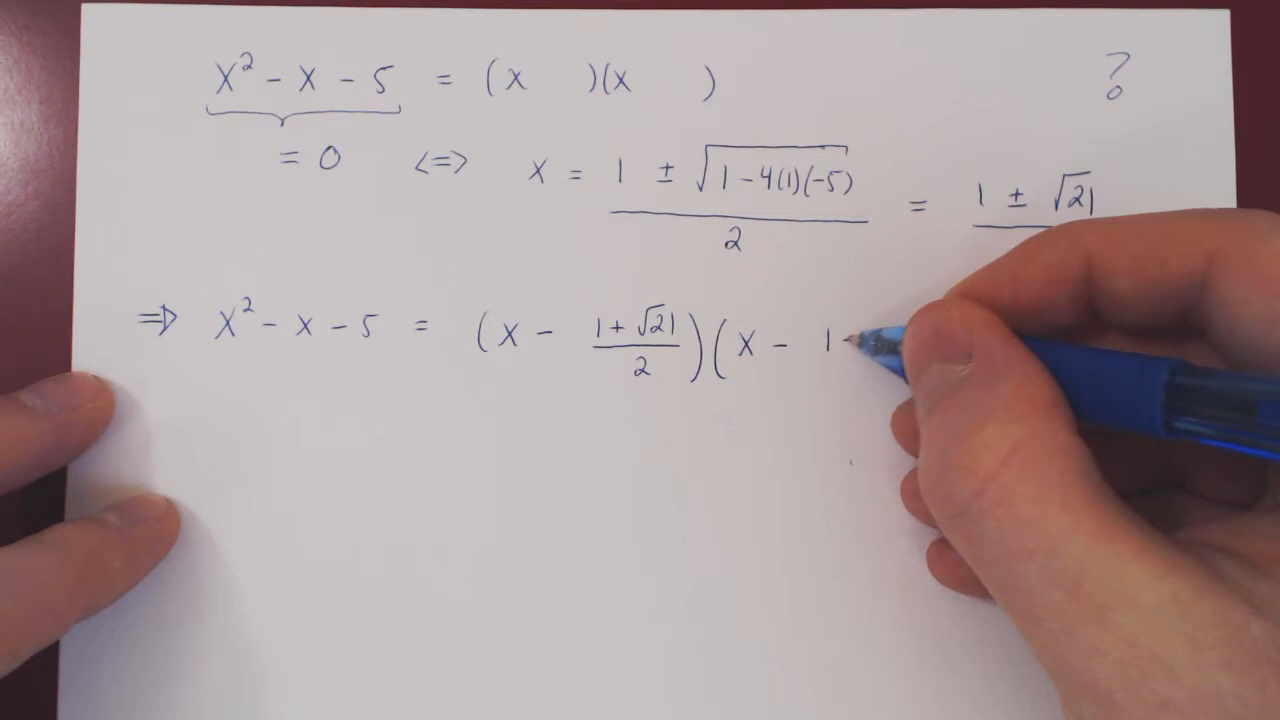 x² - x - 5 = (x )(x ) ?
= 0 <=> x = (1 ± √(1 - 4(1)(-5)))/2 = (1 ± √21)/
=> x² - x - 5 = (x - (1 + √21)/2)(x - 1 -